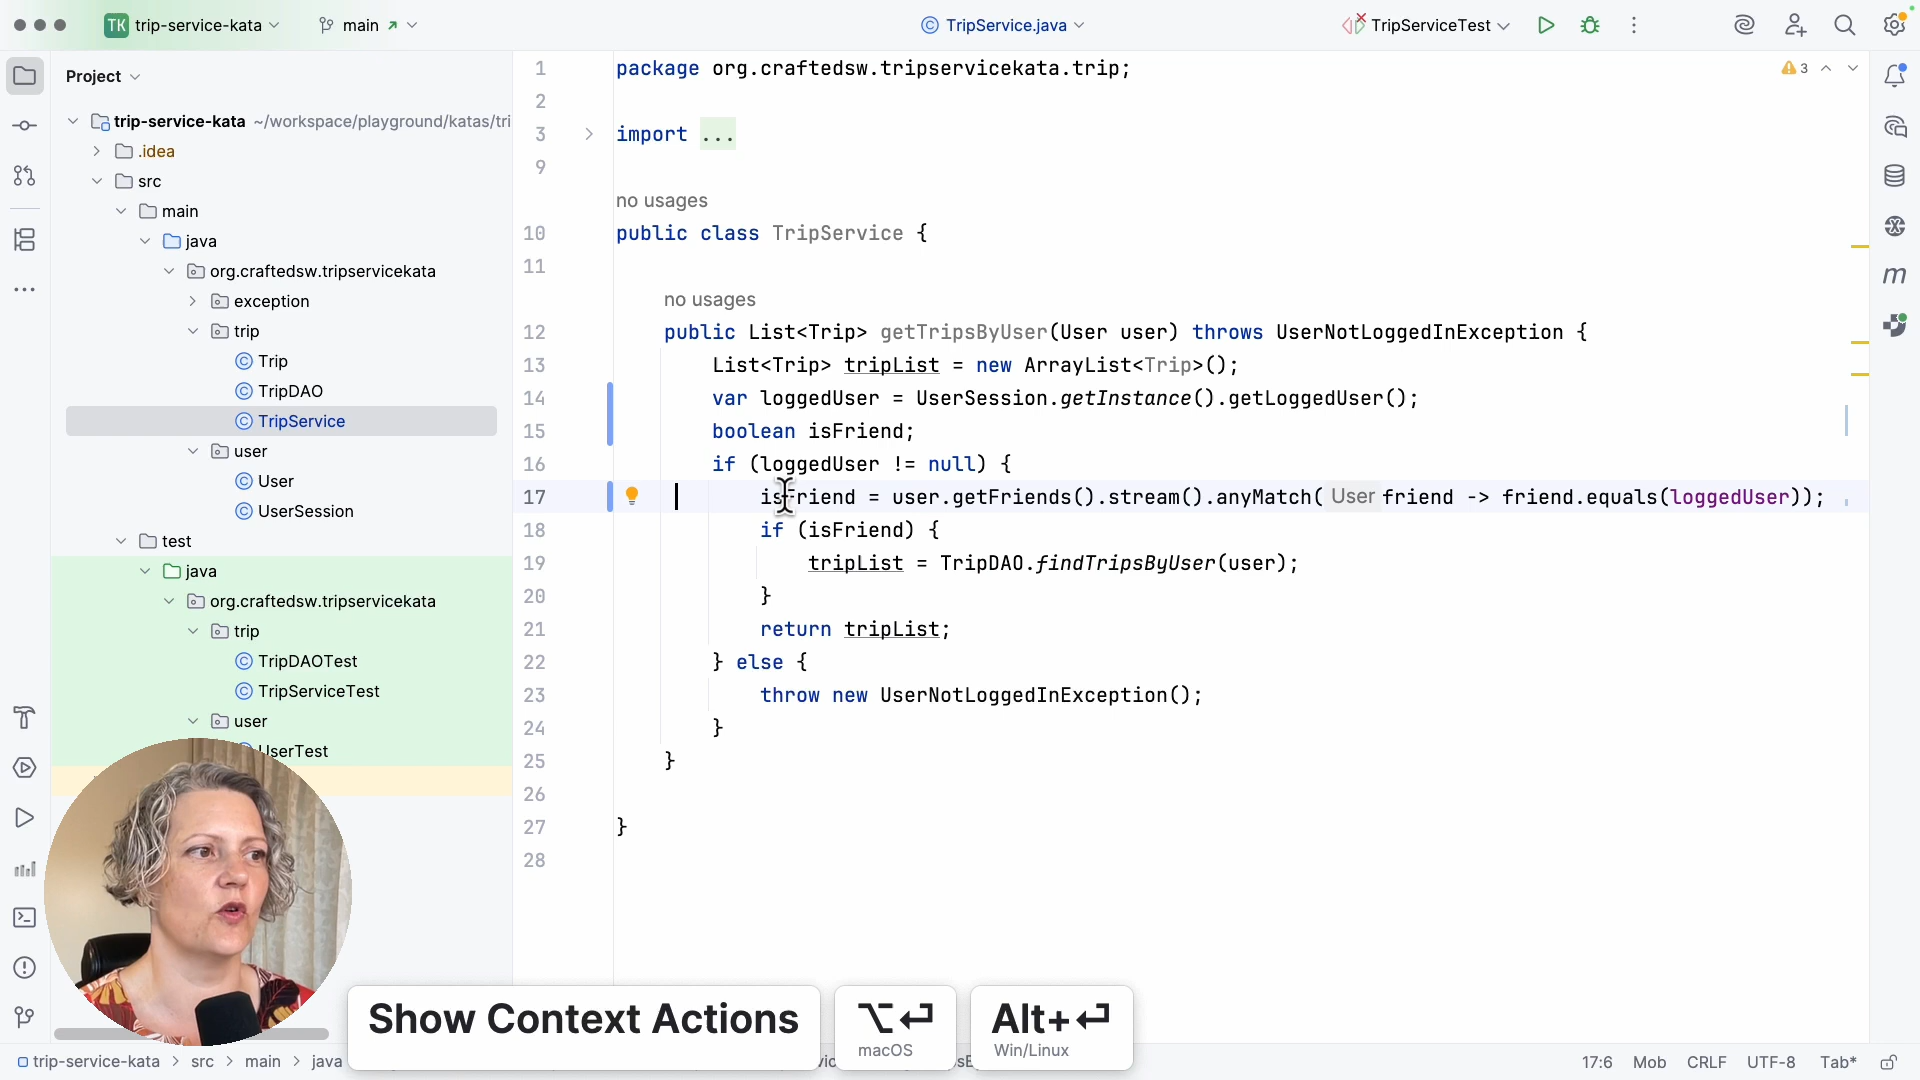 TK trip-service-kata
main
TripService.java
TripServiceTest
Project
trip-service-kata ~/workspace/playground/katas/tri
.idea
src
main
java
org.craftedsw.tripservicekata
exception
trip
Trip
TripDAO
TripService
user
User
UserSession
test
java
org.craftedsw.tripservicekata
trip
TripDAOTest
TripServiceTest
user
UserTest
1 package org.craftedsw.tripservicekata.trip;
2
3 import ...
9
no usages
10 public class TripService {
11
no usages
12 public List<Trip> getTripsByUser(User user) throws UserNotLoggedInException {
13 List<Trip> tripList = new ArrayList<Trip>();
14 var loggedUser = UserSession.getInstance().getLoggedUser();
15 boolean isFriend;
16 if (loggedUser != null) {
17 isFriend = user.getFriends().stream().anyMatch( User friend -> friend.equals(loggedUser));
18 if (isFriend) {
19 tripList = TripDAO.findTripsByUser(user);
20 }
21 return tripList;
22 } else {
23 throw new UserNotLoggedInException();
24 }
25 }
26
27 }
28
3
m
Show Context Actions
⌥⏎
macOS
Alt+⏎
Win/Linux
trip-service-kata > src > main > java
17:6 Mob CRLF UTF-8 Tab*